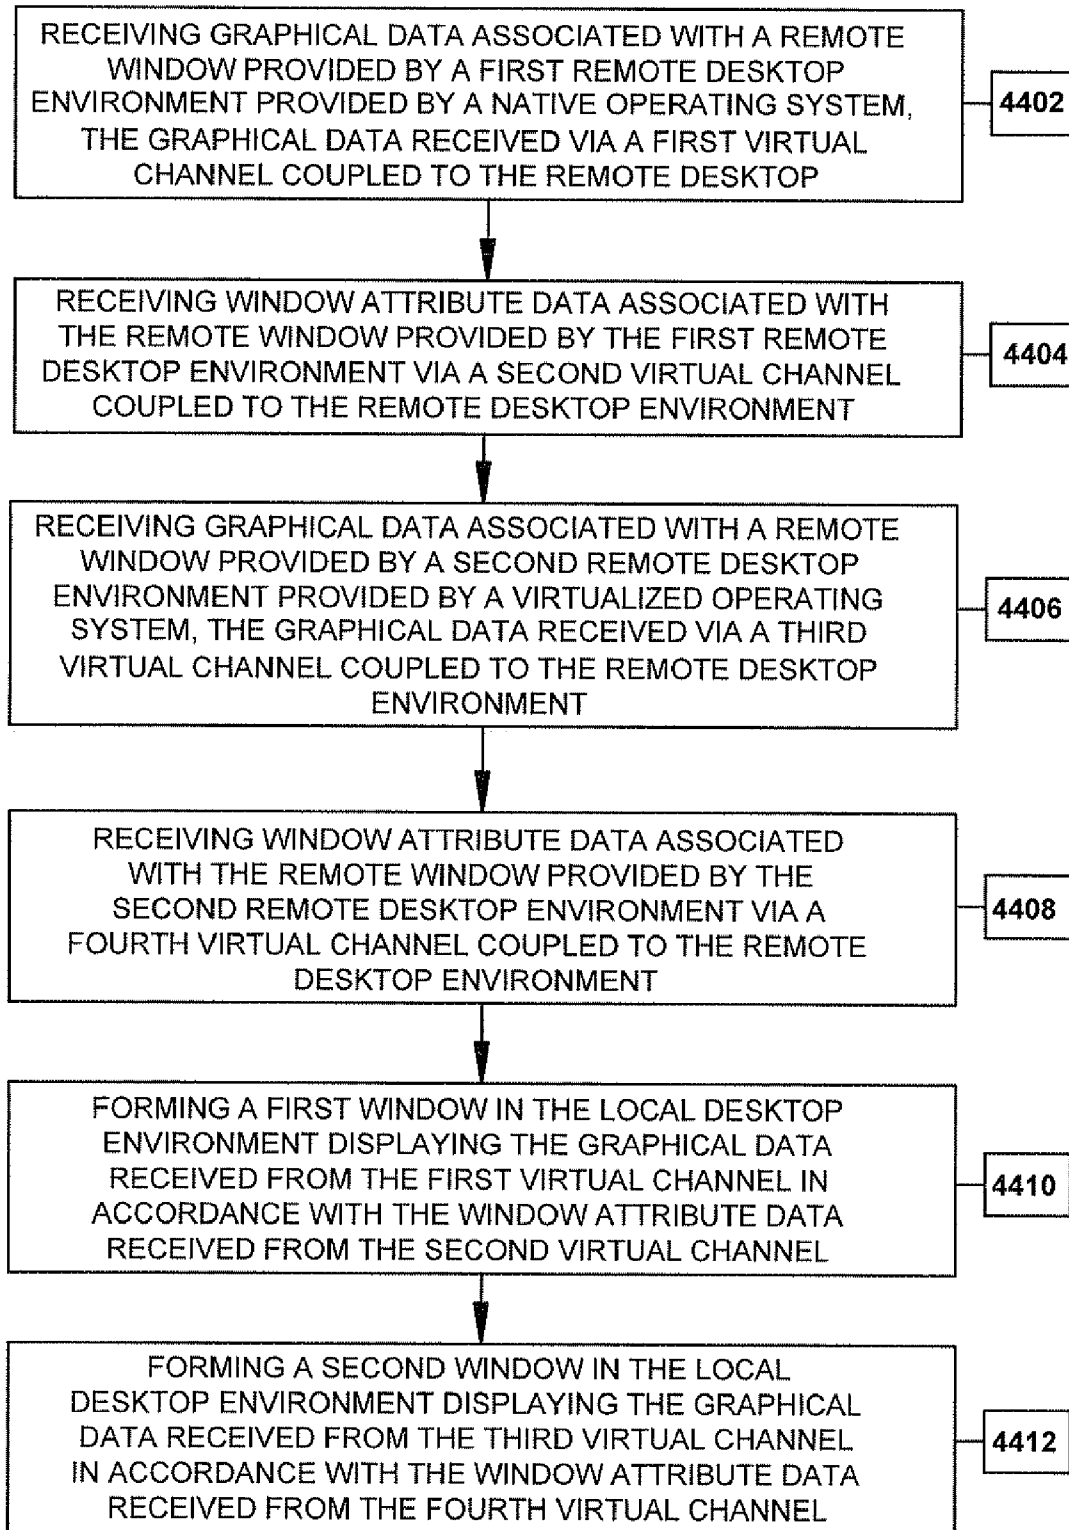 RECEIVING GRAPHICAL DATA ASSOCIATED WITH A REMOTE
WINDOW PROVIDED BY A FIRST REMOTE DESKTOP
ENVIRONMENT PROVIDED BY A NATIVE OPERATING SYSTEM,
THE GRAPHICAL DATA RECEIVED VIA A FIRST VIRTUAL
CHANNEL COUPLED TO THE REMOTE DESKTOP
4402
RECEIVING WINDOW ATTRIBUTE DATA ASSOCIATED WITH
THE REMOTE WINDOW PROVIDED BY THE FIRST REMOTE
DESKTOP ENVIRONMENT VIA A SECOND VIRTUAL CHANNEL
COUPLED TO THE REMOTE DESKTOP ENVIRONMENT
4404
RECEIVING GRAPHICAL DATA ASSOCIATED WITH A REMOTE
WINDOW PROVIDED BY A SECOND REMOTE DESKTOP
ENVIRONMENT PROVIDED BY A VIRTUALIZED OPERATING
SYSTEM, THE GRAPHICAL DATA RECEIVED VIA A THIRD
VIRTUAL CHANNEL COUPLED TO THE REMOTE DESKTOP
ENVIRONMENT
4406
RECEIVING WINDOW ATTRIBUTE DATA ASSOCIATED
WITH THE REMOTE WINDOW PROVIDED BY THE
SECOND REMOTE DESKTOP ENVIRONMENT VIA A
FOURTH VIRTUAL CHANNEL COUPLED TO THE REMOTE
DESKTOP ENVIRONMENT
4408
FORMING A FIRST WINDOW IN THE LOCAL DESKTOP
ENVIRONMENT DISPLAYING THE GRAPHICAL DATA
RECEIVED FROM THE FIRST VIRTUAL CHANNEL IN
ACCORDANCE WITH THE WINDOW ATTRIBUTE DATA
RECEIVED FROM THE SECOND VIRTUAL CHANNEL
4410
FORMING A SECOND WINDOW IN THE LOCAL
DESKTOP ENVIRONMENT DISPLAYING THE GRAPHICAL
DATA RECEIVED FROM THE THIRD VIRTUAL CHANNEL
IN ACCORDANCE WITH THE WINDOW ATTRIBUTE DATA
RECEIVED FROM THE FOURTH VIRTUAL CHANNEL
4412